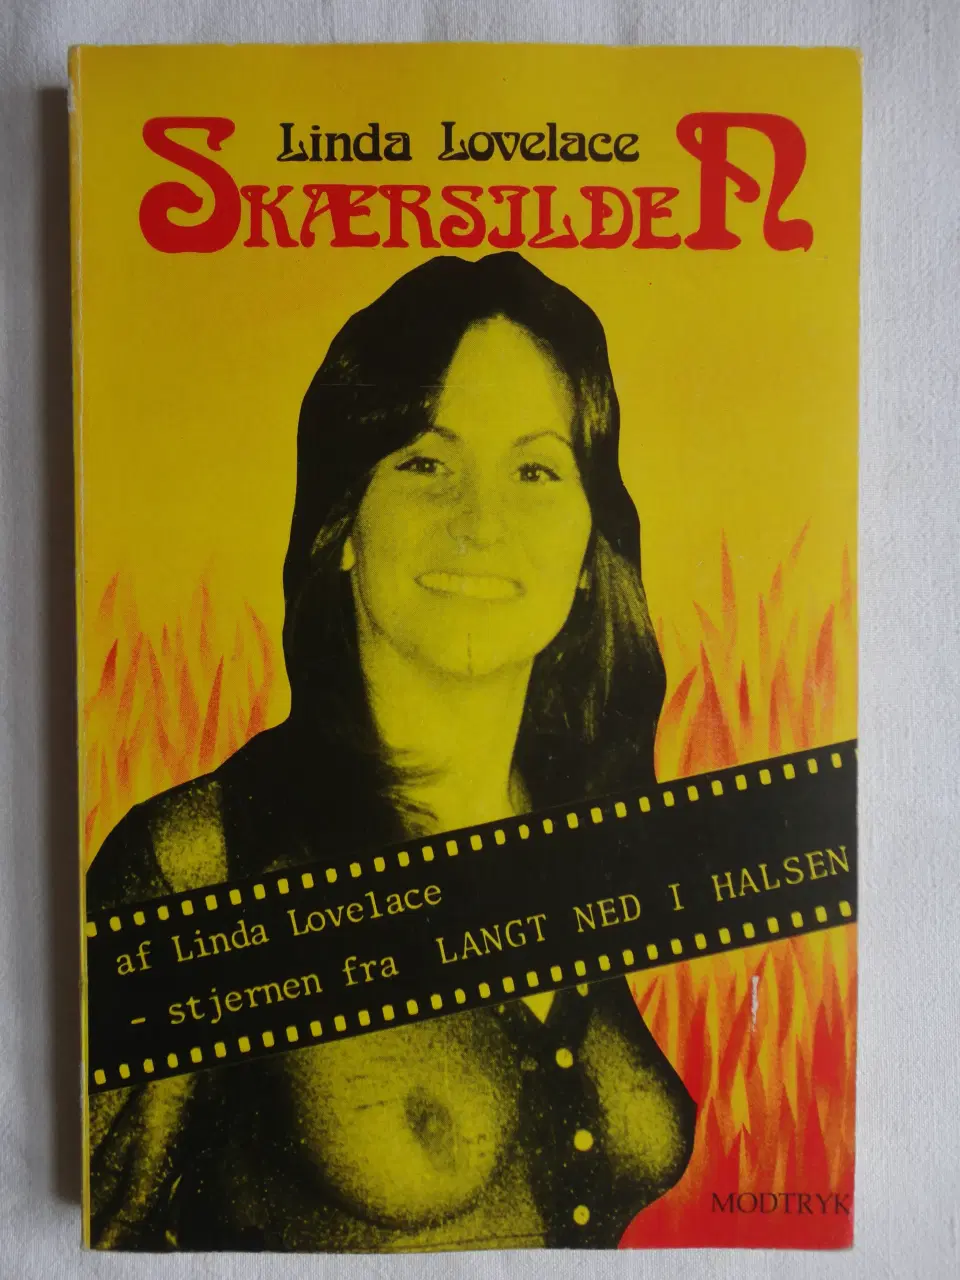 Linda Lovelace
SKÆRSILDEN
af Linda Lovelace
- stjernen fra LANGT NED I HALSEN
MODTRYK